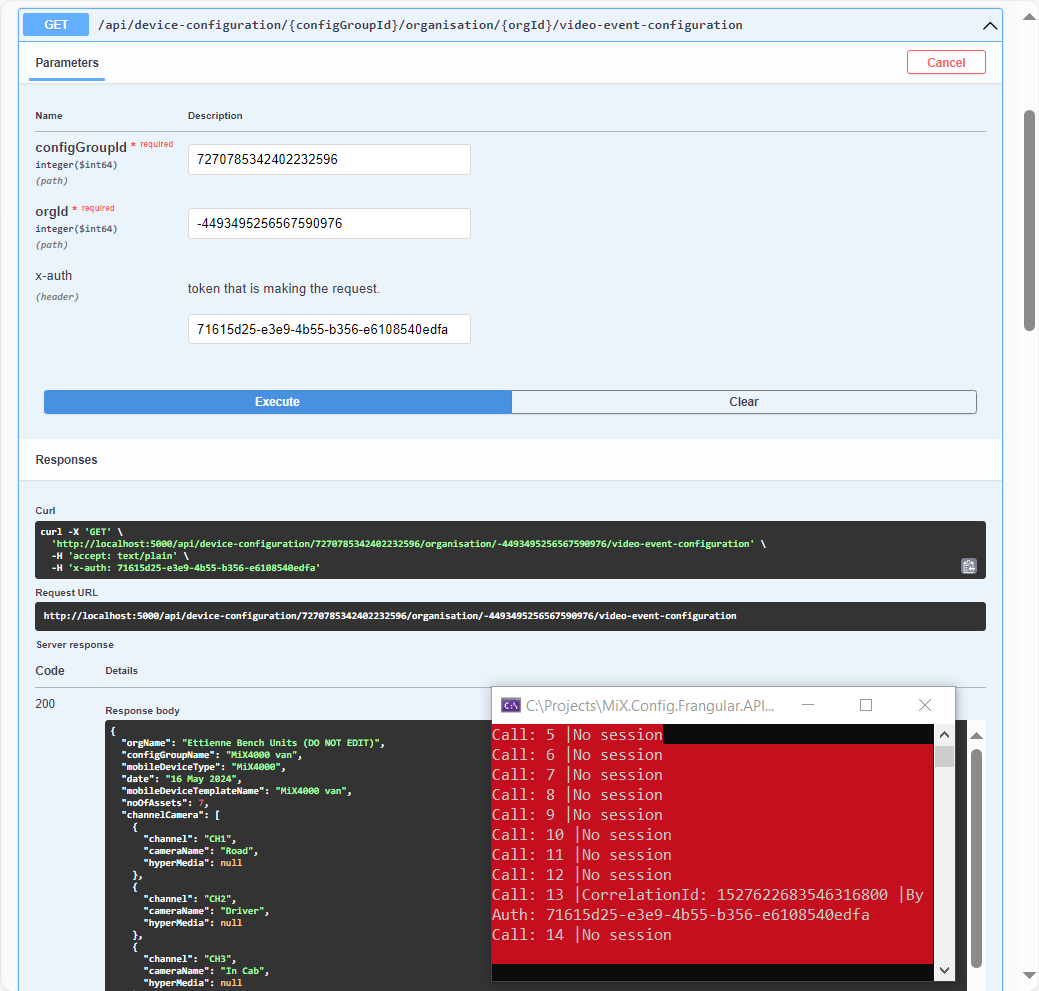 GET /api/device-configuration/{configGroupId}/organisation/{orgId}/video-event-configuration
Parameters
Cancel
Name Description
configGroupId * required
integer($int64)
(path)
7270785342402232596
orgId * required
integer($int64)
(path)
-4493495256567590976
x-auth
(header)
token that is making the request.
71615d25-e3e9-4b55-b356-e6108540edfa
Execute Clear
Responses
Curl
curl -X 'GET' \
'http://localhost:5000/api/device-configuration/7270785342402232596/organisation/-4493495256567590976/video-event-configuration' \
-H 'accept: text/plain' \
-H 'x-auth: 71615d25-e3e9-4b55-b356-e6108540edfa'
Request URL
http://localhost:5000/api/device-configuration/7270785342402232596/organisation/-4493495256567590976/video-event-configuration
Server response
Code Details
200
Response body
{
"orgName": "Ettienne Bench Units (DO NOT EDIT)",
"configGroupName": "MiX4000 van",
"mobileDeviceType": "MiX4000",
"date": "16 May 2024",
"mobileDeviceTemplateName": "MiX4000 van",
"noOfAssets": 7,
"channelCamera": [
{
"channel": "CH1",
"cameraName": "Road",
"hyperMedia": null
},
{
"channel": "CH2",
"cameraName": "Driver",
"hyperMedia": null
},
{
"channel": "CH3",
"cameraName": "In Cab",
"hyperMedia": null
C:\Projects\MiX.Config.Frangular.API...
Call: 5 |No session
Call: 6 |No session
Call: 7 |No session
Call: 8 |No session
Call: 9 |No session
Call: 10 |No session
Call: 11 |No session
Call: 12 |No session
Call: 13 |CorrelationId: 1527622683546316800 |By
Auth: 71615d25-e3e9-4b55-b356-e6108540edfa
Call: 14 |No session